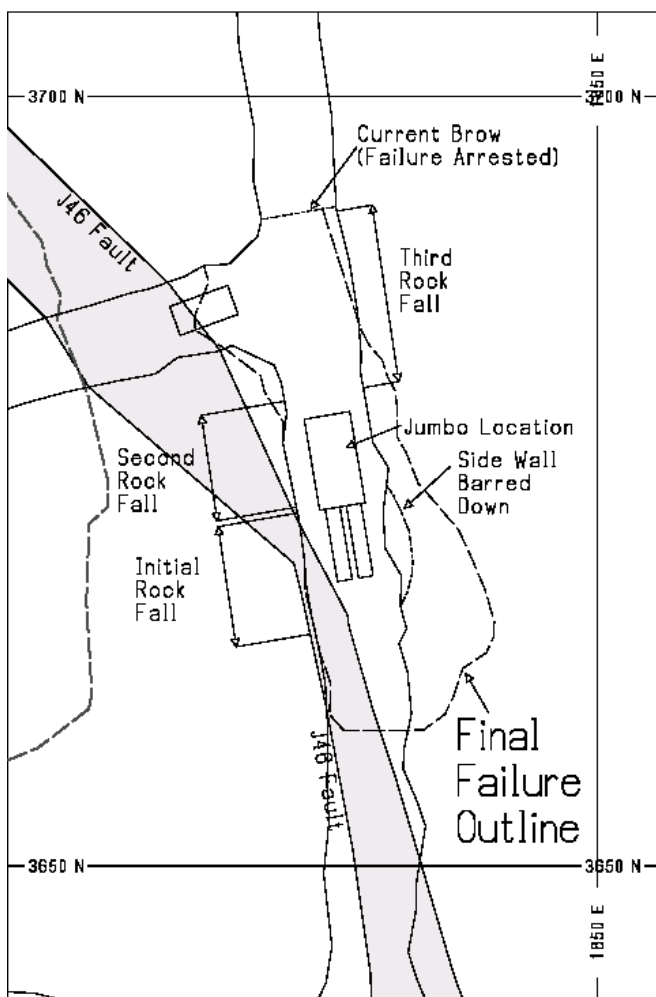 1850 E
3700 N
3700 N
Current Brow
(Failure Arrested)
J46 Fault
Third
Rock
Fall
Jumbo Location
Second
Rock
Fall
Side Wall
Barred
Down
Initial
Rock
Fall
Final
Failure
Outline
J46 Fault
3650 N
3650 N
1850 E